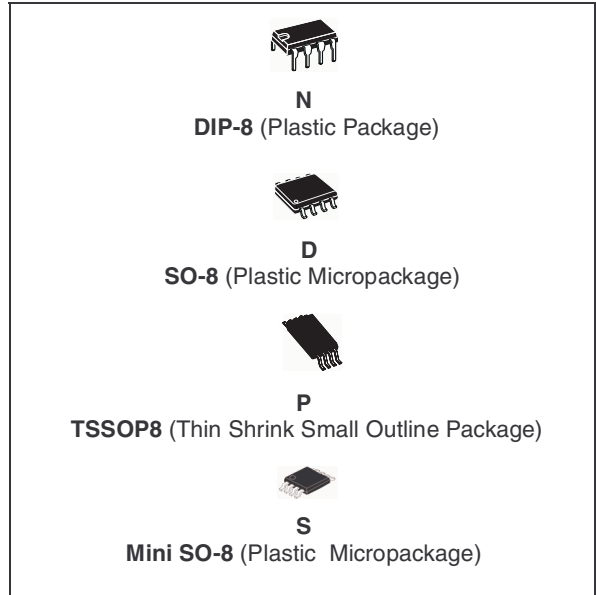 N
DIP-8 (Plastic Package)
D
SO-8 (Plastic Micropackage)
P
TSSOP8 (Thin Shrink Small Outline Package)
S
Mini SO-8 (Plastic Micropackage)